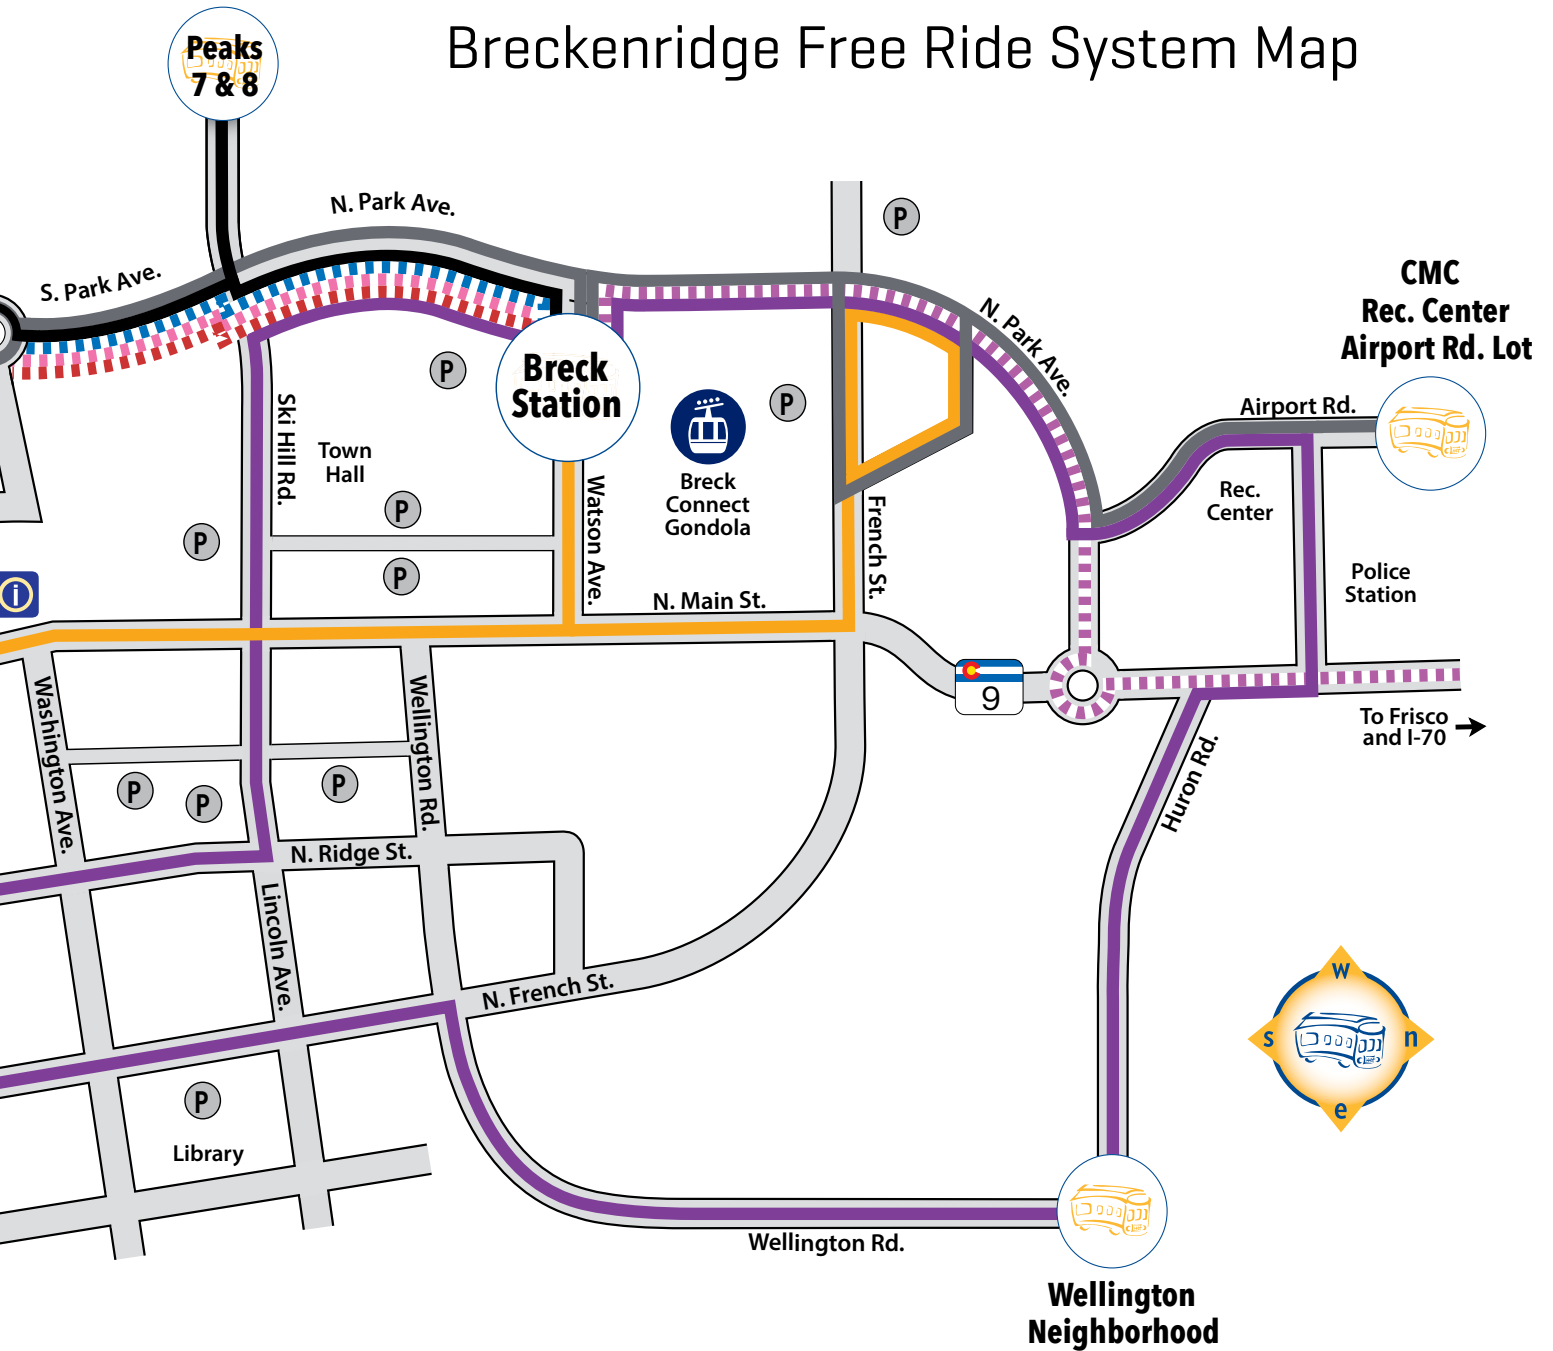 Breckenridge Free Ride System Map
Peaks
7 & 8
N. Park Ave.
S. Park Ave.
P
CMC
Rec. Center
Airport Rd. Lot
N. Park Ave.
Airport Rd.
Breck
Station
P
P
Ski Hill Rd.
Town
Hall
Breck
Connect
Gondola
Watson Ave.
French St.
Rec.
Center
P
P
P
Police
Station
i
N. Main St.
9
To Frisco
and I-70
Washington Ave.
Wellington Rd.
Huron Rd.
P
P
P
N. Ridge St.
Lincoln Ave.
N. French St.
w
s
n
e
P
Library
Wellington Rd.
Wellington
Neighborhood